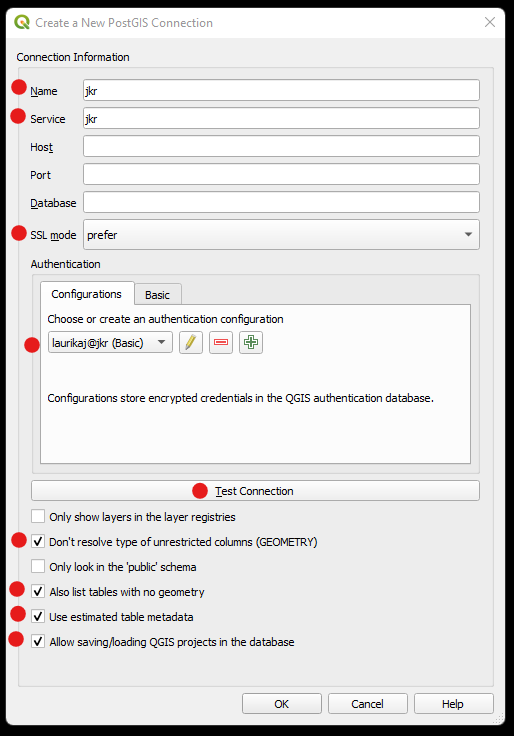 Create a New PostGIS Connection
Connection Information
Name jkr
Service jkr
Host
Port
Database
SSL mode prefer
Authentication
Configurations Basic
Choose or create an authentication configuration
laurikaj@jkr (Basic)
Configurations store encrypted credentials in the QGIS authentication database.
Test Connection
Only show layers in the layer registries
Don't resolve type of unrestricted columns (GEOMETRY)
Only look in the 'public' schema
Also list tables with no geometry
Use estimated table metadata
Allow saving/loading QGIS projects in the database
OK Cancel Help